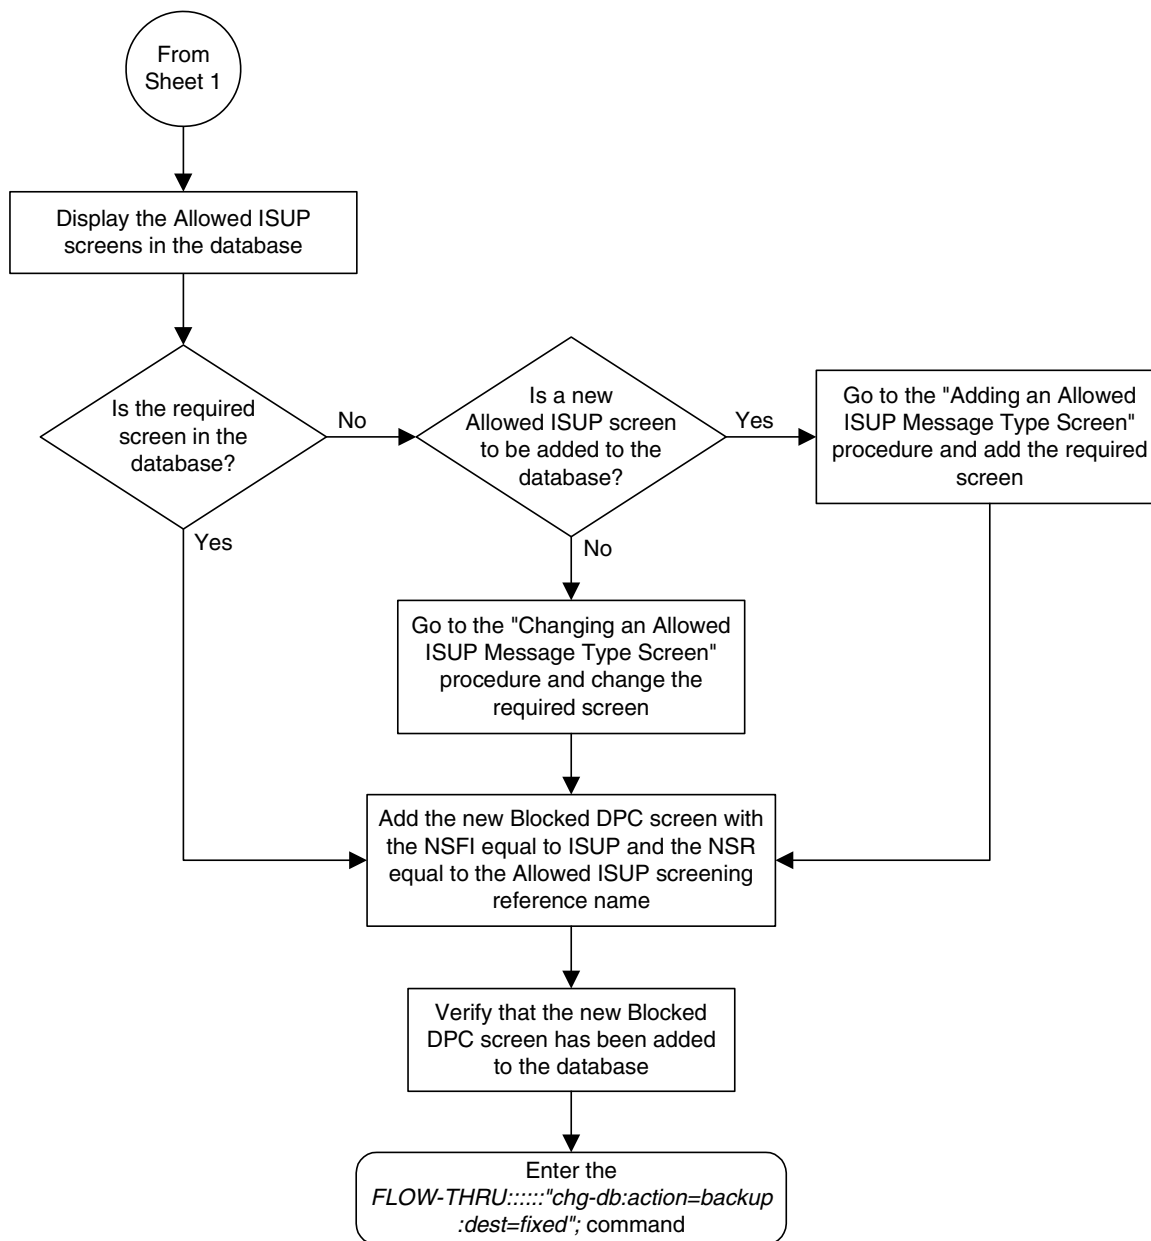 From
Sheet 1
Display the Allowed ISUP
screens in the database
Is the required
screen in the
database?
No
Yes
Is a new
Allowed ISUP screen
to be added to the
database?
Yes
No
Go to the "Adding an Allowed
ISUP Message Type Screen"
procedure and add the required
screen
Go to the "Changing an Allowed
ISUP Message Type Screen"
procedure and change the
required screen
Add the new Blocked DPC screen with
the NSFI equal to ISUP and the NSR
equal to the Allowed ISUP screening
reference name
Verify that the new Blocked
DPC screen has been added
to the database
Enter the
FLOW-THRU::::::"chg-db:action=backup
:dest=fixed"; command